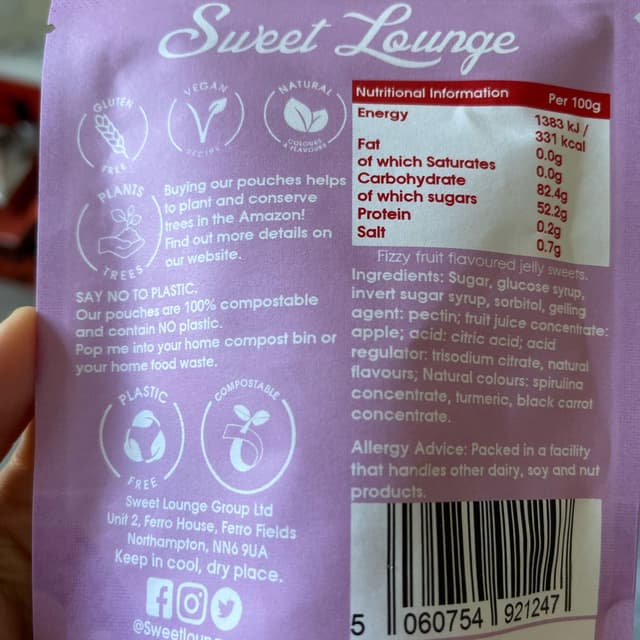 Sweet Lounge
GLUTEN
FREE
VEGAN
RECIPE
NATURAL
COLOURS
& FLAVOURS
PLANTS
TREES
Buying our pouches helps
to plant and conserve
trees in the Amazon!
Find out more details on
our website.
SAY NO TO PLASTIC.
Our pouches are 100% compostable
and contain NO plastic.
Pop me into your home compost bin or
your home food waste.
PLASTIC
FREE
COMPOSTABLE
Sweet Lounge Group Ltd
Unit 2, Ferro House, Ferro Fields
Northampton, NN6 9UA
Keep in cool, dry place.
Nutritional Information Per 100g
Energy 1383 kJ /
331 kcal
Fat 0.0g
of which Saturates 0.0g
Carbohydrate 82.4g
of which sugars 52.2g
Protein 0.2g
Salt 0.7g
Fizzy fruit flavoured jelly sweets.
Ingredients: Sugar, glucose syrup,
invert sugar syrup, sorbitol, gelling
agent: pectin; fruit juice concentrate:
apple; acid: citric acid; acid
regulator: trisodium citrate, natural
flavours; Natural colours: spirulina
concentrate, turmeric, black carrot
concentrate.
Allergy Advice: Packed in a facility
that handles other dairy, soy and nut
products.
5 060754 921247